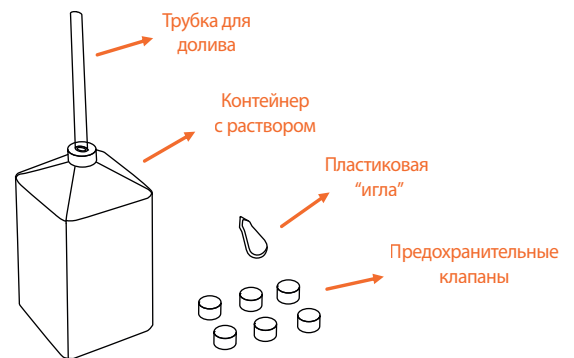 Трубка для
долива
Контейнер
с раствором
Пластиковая
“игла”
Предохранительные
клапаны